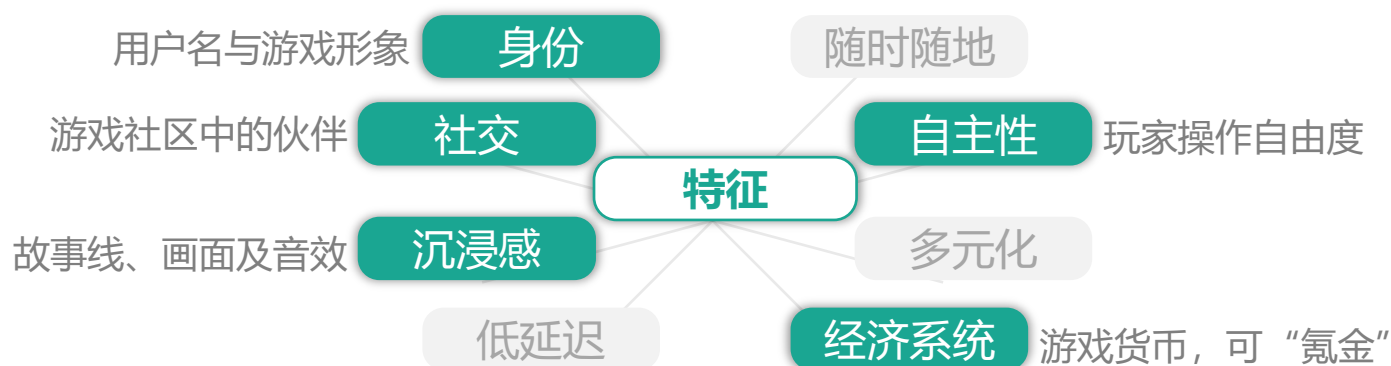 用户名与游戏形象 身份 随时随地
游戏社区中的伙伴 社交 自主性 玩家操作自由度
特征
故事线、画面及音效 沉浸感 多元化
低延迟 经济系统 游戏货币，可“氪金”